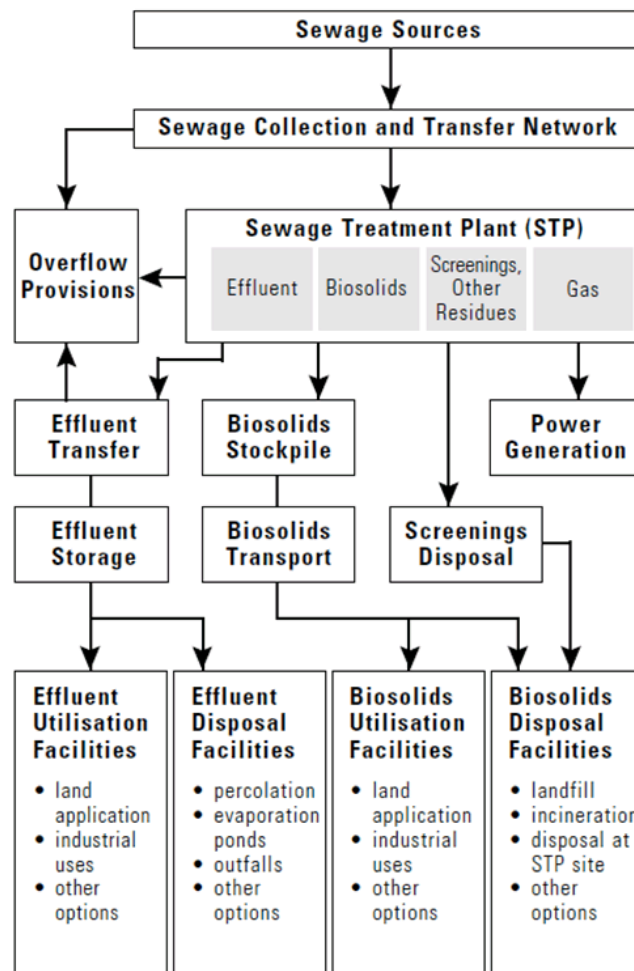 Sewage Sources
Sewage Collection and Transfer Network
Overflow
Provisions
Sewage Treatment Plant (STP)
Effluent
Biosolids
Screenings,
Other
Residues
Gas
Effluent
Transfer
Biosolids
Stockpile
Power
Generation
Effluent
Storage
Biosolids
Transport
Screenings
Disposal
Effluent
Utilisation
Facilities
• land
application
• industrial
uses
• other
options
Effluent
Disposal
Facilities
• percolation
• evaporation
ponds
• outfalls
• other
options
Biosolids
Utilisation
Facilities
• land
application
• industrial
uses
• other
options
Biosolids
Disposal
Facilities
• landfill
• incineration
• disposal at
STP site
• other
options